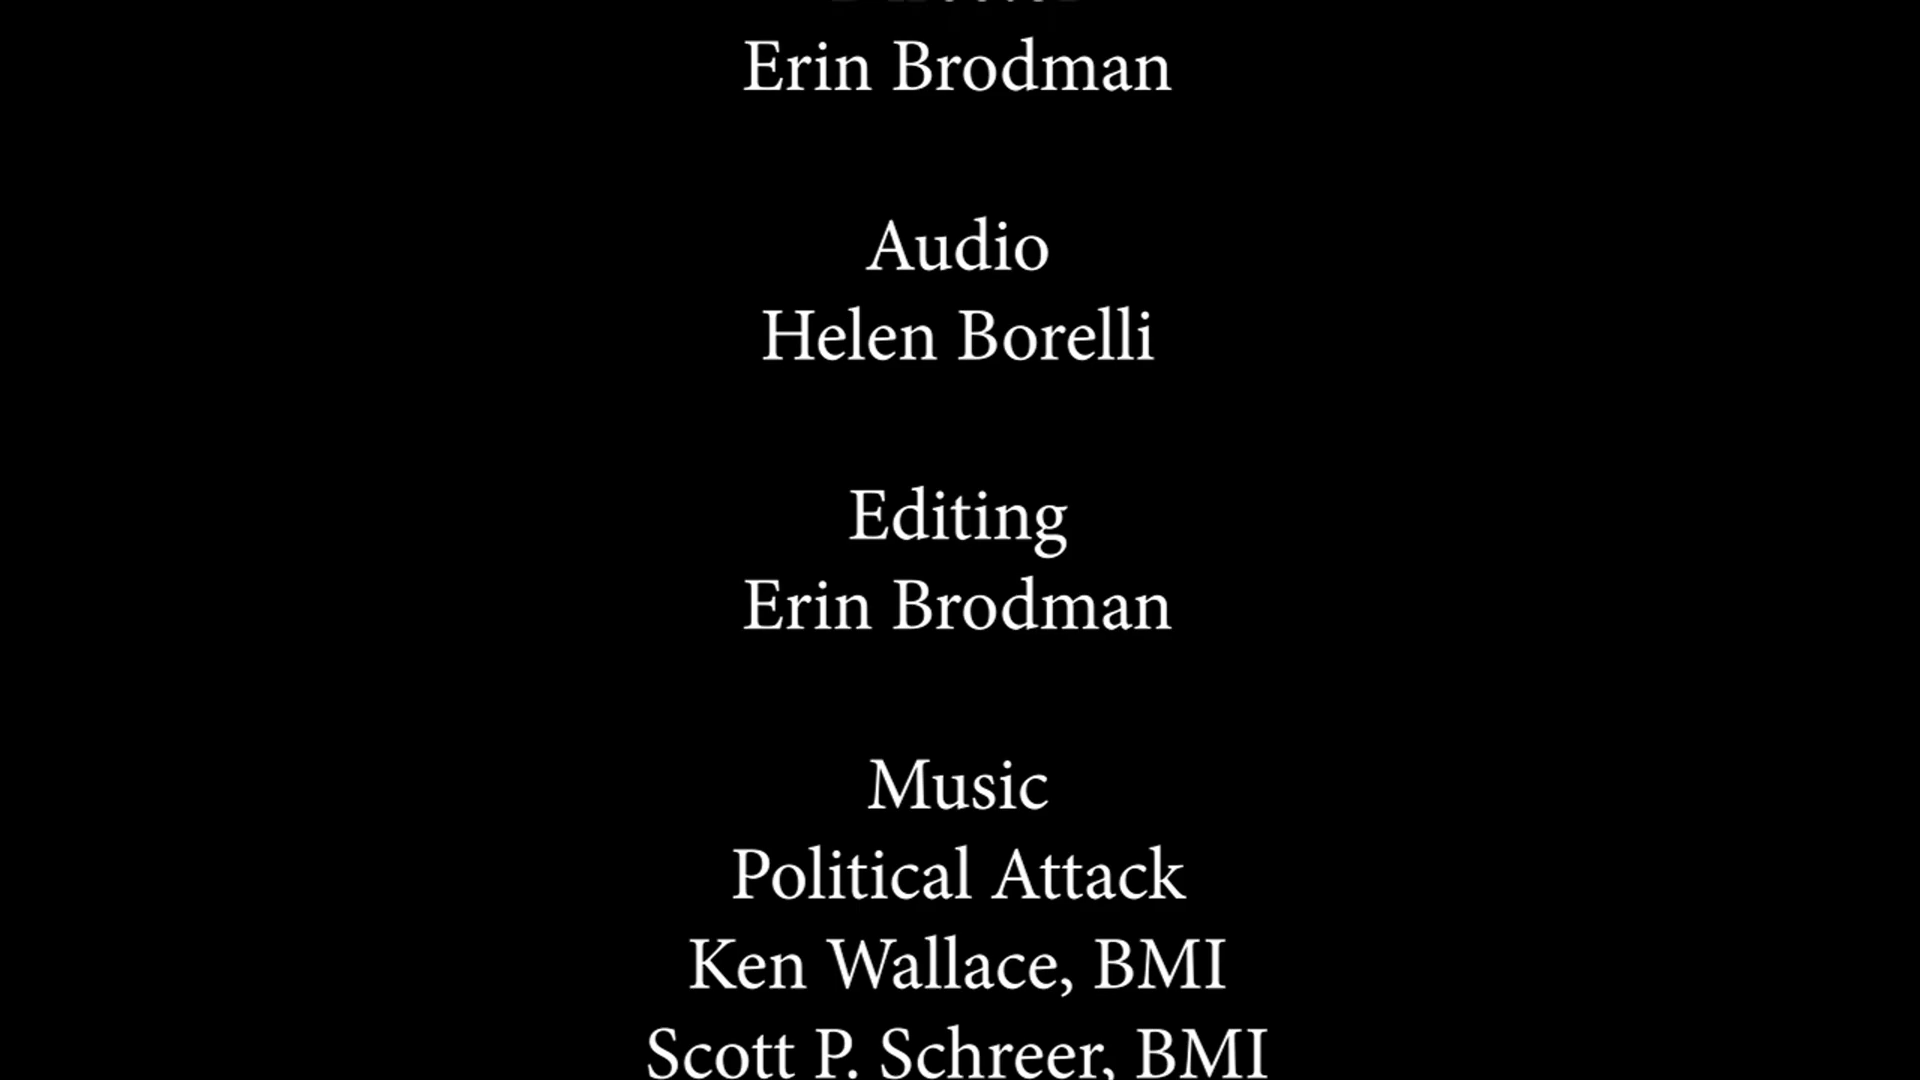 Erin Brodman
Audio
Helen Borelli
Editing
Erin Brodman
Music
Political Attack
Ken Wallace, BMI
Scott P. Schreer, BMI